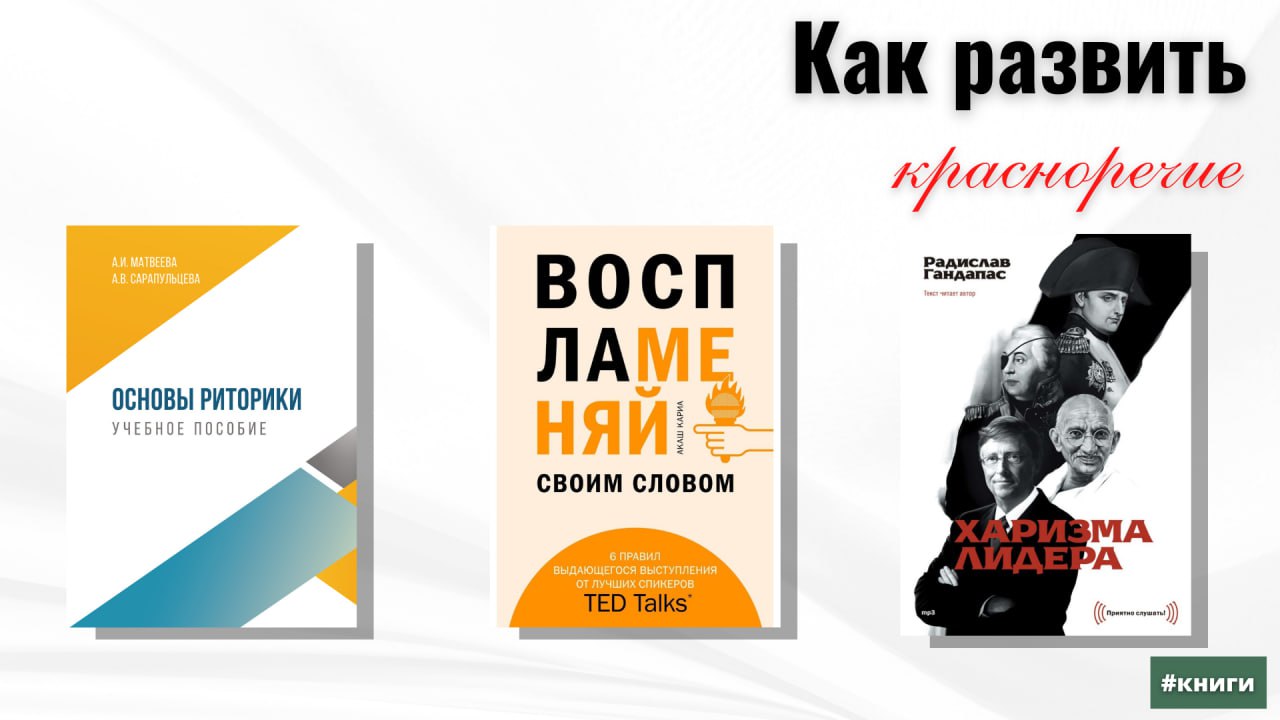 Как развить
красноречие
А.И. МАТВЕЕВА
А.В. САРАПУЛЬЦЕВА
ОСНОВЫ РИТОРИКИ
УЧЕБНОЕ ПОСОБИЕ
ВОСП
ЛАМЕ
НЯЙ
АКАШ КАРИА
СВОИМ СЛОВОМ
6 ПРАВИЛ
ВЫДАЮЩЕГОСЯ ВЫСТУПЛЕНИЯ
ОТ ЛУЧШИХ СПИКЕРОВ
TED Talks*
Радислав
Гандапас
Текст читает автор
ХАРИЗМА
ЛИДЕРА
mp3
Приятно слушать!
#книги